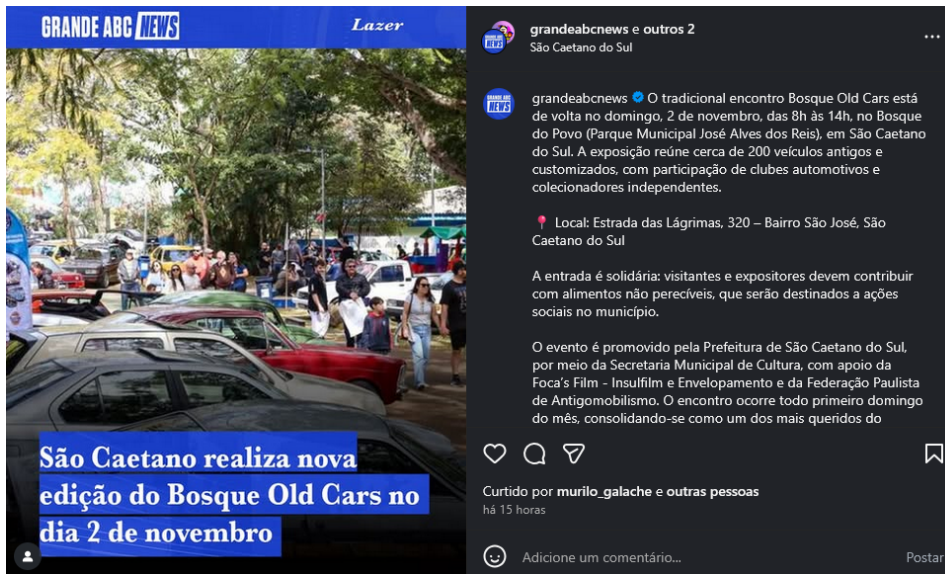 GRANDE ABC NEWS
Lazer
São Caetano realiza nova
edição do Bosque Old Cars no
dia 2 de novembro
grandeabcnews e outros 2
São Caetano do Sul
grandeabcnews O tradicional encontro Bosque Old Cars está
de volta no domingo, 2 de novembro, das 8h às 14h, no Bosque
do Povo (Parque Municipal José Alves dos Reis), em São Caetano
do Sul. A exposição reúne cerca de 200 veículos antigos e
customizados, com participação de clubes automotivos e
colecionadores independentes.
📍 Local: Estrada das Lágrimas, 320 – Bairro São José, São
Caetano do Sul
A entrada é solidária: visitantes e expositores devem contribuir
com alimentos não perecíveis, que serão destinados a ações
sociais no município.
O evento é promovido pela Prefeitura de São Caetano do Sul,
por meio da Secretaria Municipal de Cultura, com apoio da
Foca's Film - Insulfilm e Envelopamento e da Federação Paulista
de Antigomobilismo. O encontro ocorre todo primeiro domingo
do mês, consolidando-se como um dos mais queridos do
Curtido por murilo_galache e outras pessoas
há 15 horas
Adicione um comentário...
Postar